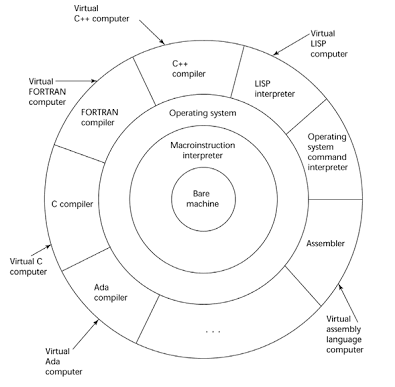 Virtual
C++ computer
Virtual
LISP
computer
Virtual
FORTRAN
computer
C++
compiler
LISP
interpreter
FORTRAN
compiler
Operating system
Operating
system
command
interpreter
Macroinstruction
interpreter
Bare
machine
C compiler
Assembler
Virtual C
computer
Ada
compiler
. . .
Virtual
assembly
language
computer
Virtual
Ada
computer